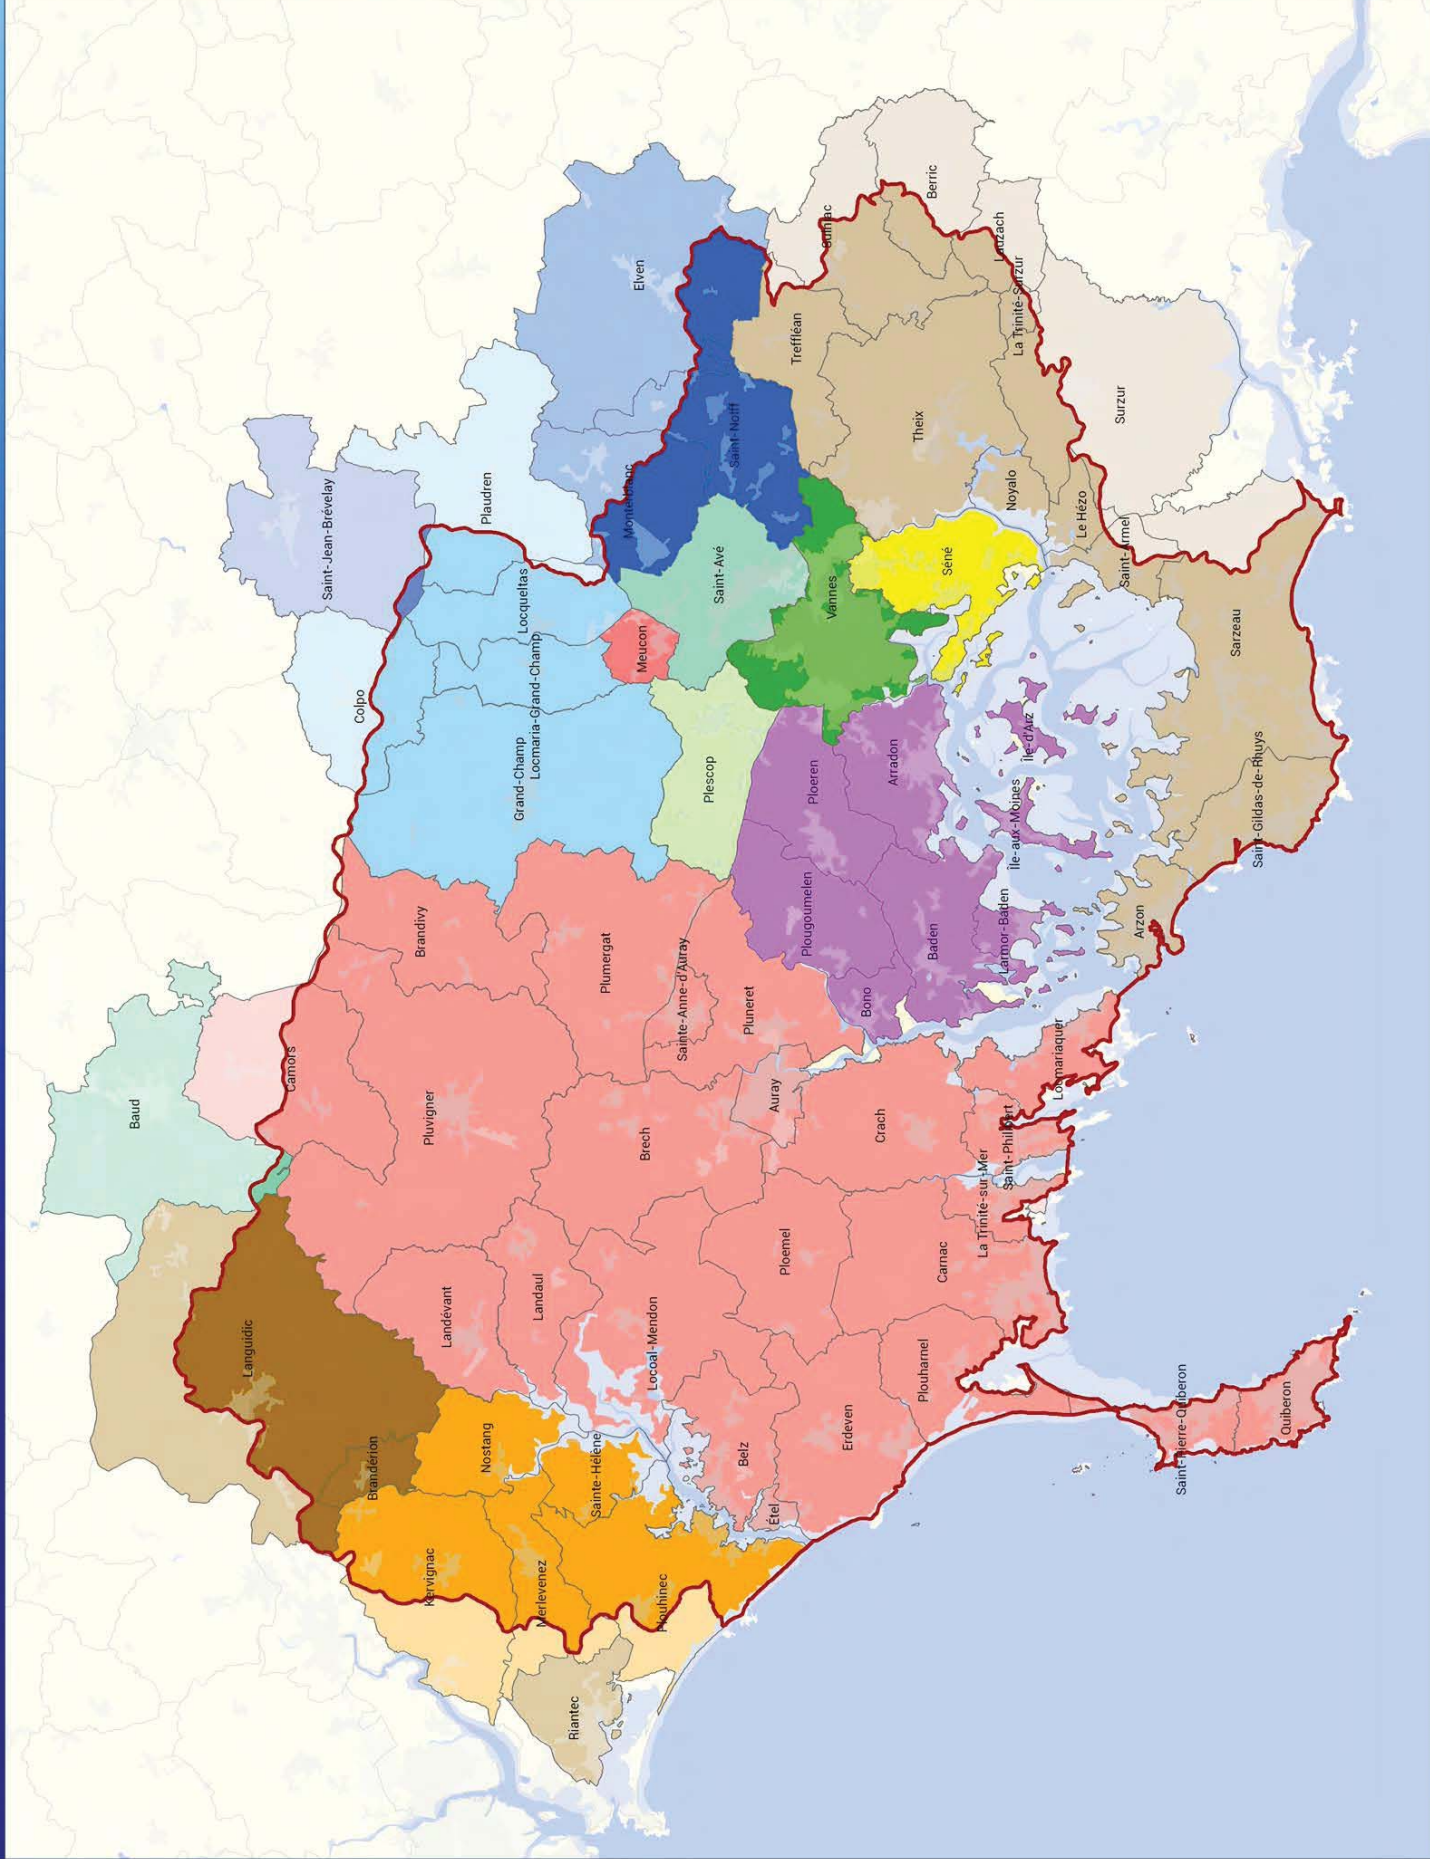 Baud
Camors
Languidic
Brandérion
Kervignac
Nostang
Merlevenez
Sainte-Hélène
Plouhinec
Riantec
Landévant
Landaul
Locoal-Mendon
Belz
Étel
Erdeven
Plouharnel
Ploemel
Carnac
La Trinité-sur-Mer
Saint-Philibert
Locmariaquer
Crach
Auray
Brech
Pluvigner
Brandivy
Plumergat
Sainte-Anne-d'Auray
Pluneret
Bono
Plougoumelen
Baden
Larmor-Baden
Ploeren
Arradon
Île-aux-Moines
Île-d'Arz
Saint-Pierre-Quiberon
Quiberon
Colpo
Saint-Jean-Brévelay
Plaudren
Locqueltas
Locmaria-Grand-Champ
Grand-Champ
Meucon
Plescop
Saint-Avé
Vannes
Séné
Monterblanc
Saint-Nolff
Elven
Treffléan
Sulniac
Berric
Lauzach
La Trinité-Surzur
Theix
Noyalo
Le Hézo
Surzur
Saint-Armel
Sarzeau
Saint-Gildas-de-Rhuys
Arzon